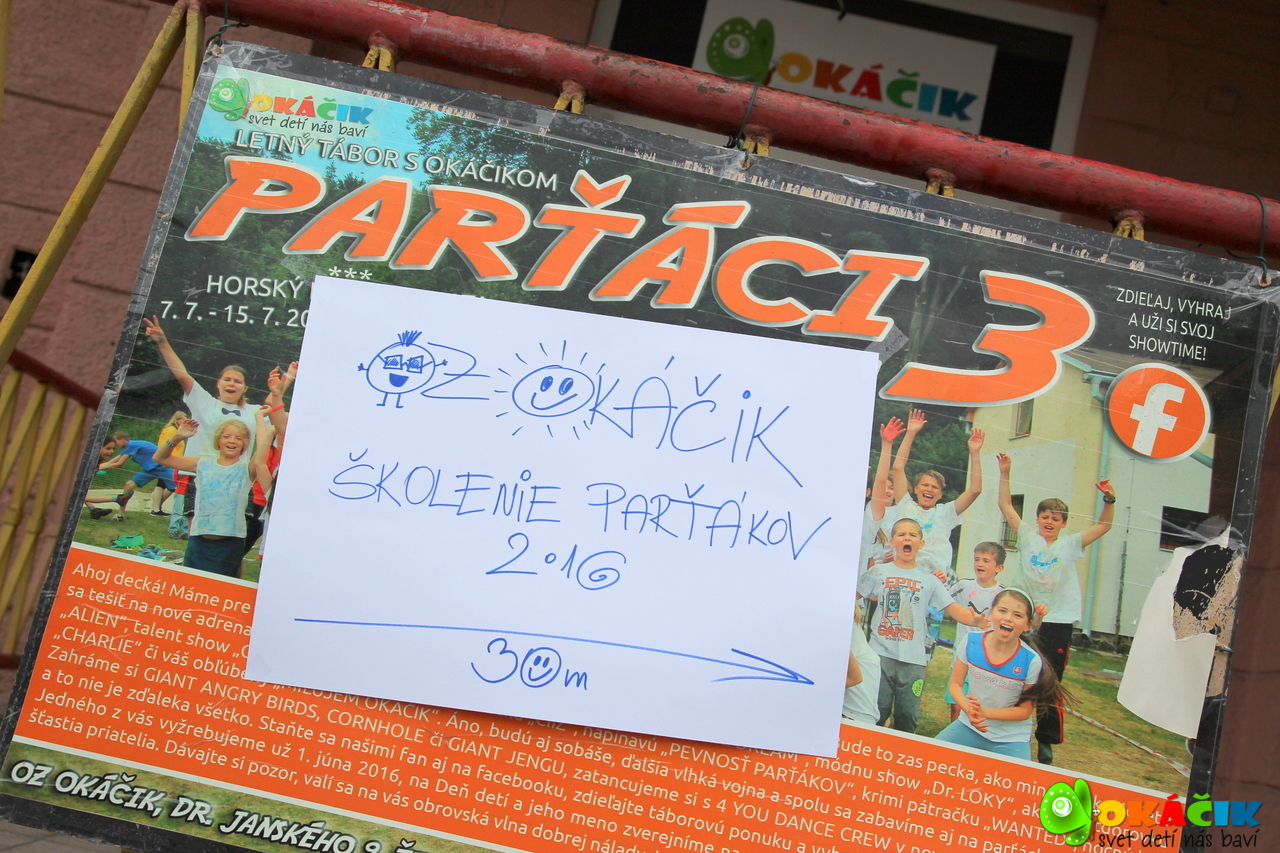 OKÁČIK
OKÁČIK
svet detí nás baví
LETNÝ TÁBOR S OKÁČIKOM
PARŤÁCI 3
HORSKÝ ***
7. 7. - 15. 7. 20
ZDIEĽAJ, VYHRAJ
A UŽI SI SVOJ
SHOWTIME!
f
OZ OKÁČIK
ŠKOLENIE PARŤÁKOV
2016
30m
EPIC
GAMER
Ahoj decká! Máme pre
sa tešiť na nové adrena
„ALIEN“, talent show „
„CHARLIE“ či váš obľúbe „MILUJEM OKÁČIK“. Áno, budú aj sobáše, ďalšia vlhká vojna a spolu sa zabavíme aj na
Zahráme si GIANT ANGRY BIRDS, CORNHOLE či GIANT JENGU, zatancujeme si s 4 YOU DANCE CREW v
a to nie je zďaleka všetko. Staňte sa našimi fan aj na facebooku, zdieľajte táborovú ponuku a
Jedného z vás vyžrebujeme už 1. júna 2016, na Deň detí a jeho meno zverejníme
šťastia priatelia. Dávajte si pozor, valí sa na vás obrovská vlna dobrej
ude to zas pecka, ako min
módnu show „Dr. LOKY“,
napínavú „PEVNOSŤ PARŤÁKOV“, krimi pátračku „WANTED
OZ OKÁČIK, DR. JANSKÉHO 9,
OKÁČIK
svet detí nás baví